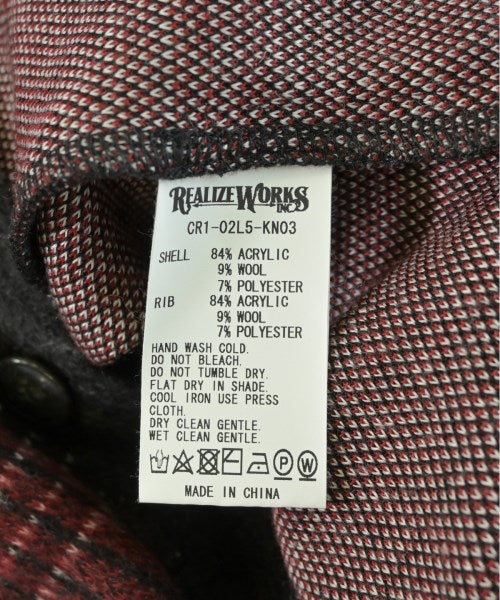 REALIZE WORKS
INC
CR1-02L5-KN03
SHELL 84% ACRYLIC
9% WOOL
7% POLYESTER
RIB 84% ACRYLIC
9% WOOL
7% POLYESTER
HAND WASH COLD.
DO NOT BLEACH.
DO NOT TUMBLE DRY.
FLAT DRY IN SHADE.
COOL IRON USE PRESS
CLOTH.
DRY CLEAN GENTLE.
WET CLEAN GENTLE.
P W
MADE IN CHINA